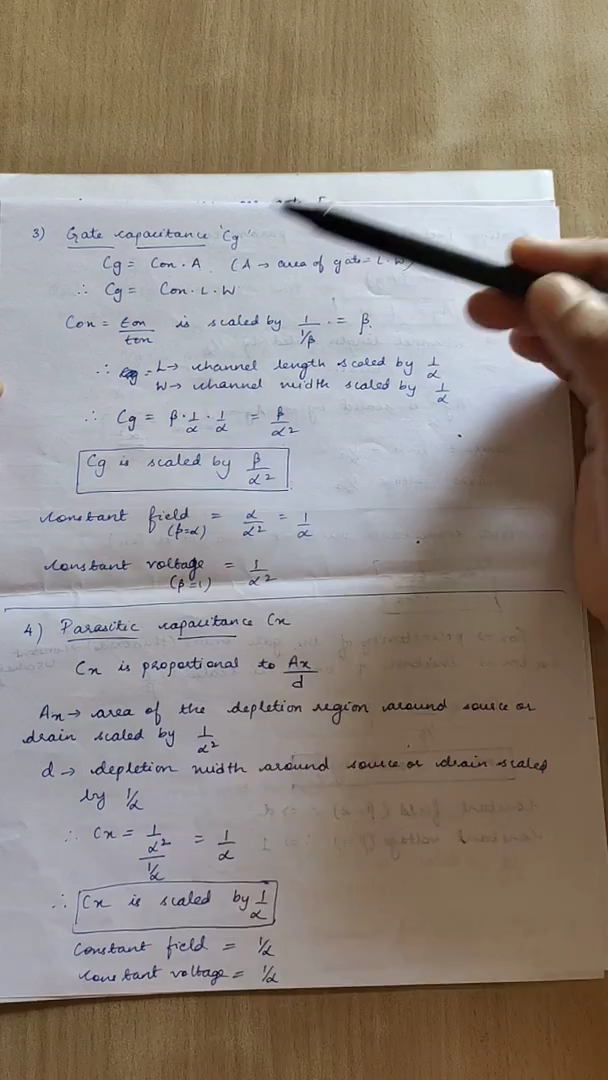 3) Gate capacitance 'Cg'
Cg = Cox . A (A → area of gate = L . W)
∴ Cg = Cox . L . W
Cox = εox/tox is scaled by 1/1/β = β.
∴ L → channel length scaled by 1/α
W → channel width scaled by 1/α
∴ Cg = β . 1/α . 1/α = β/α²
Cg is scaled by β/α²
Constant field (β=α) = α/α² = 1/α
Constant voltage (β=1) = 1/α²
4) Parasitic capacitance Cx
Cx is proportional to Ax/d
Ax → area of the depletion region around source or
drain scaled by 1/α²
d → depletion width around source or drain scaled
by 1/α
∴ Cx = 1/α²/1/α = 1/α
∴ Cx is scaled by 1/α
Constant field = 1/α
Constant voltage = 1/α